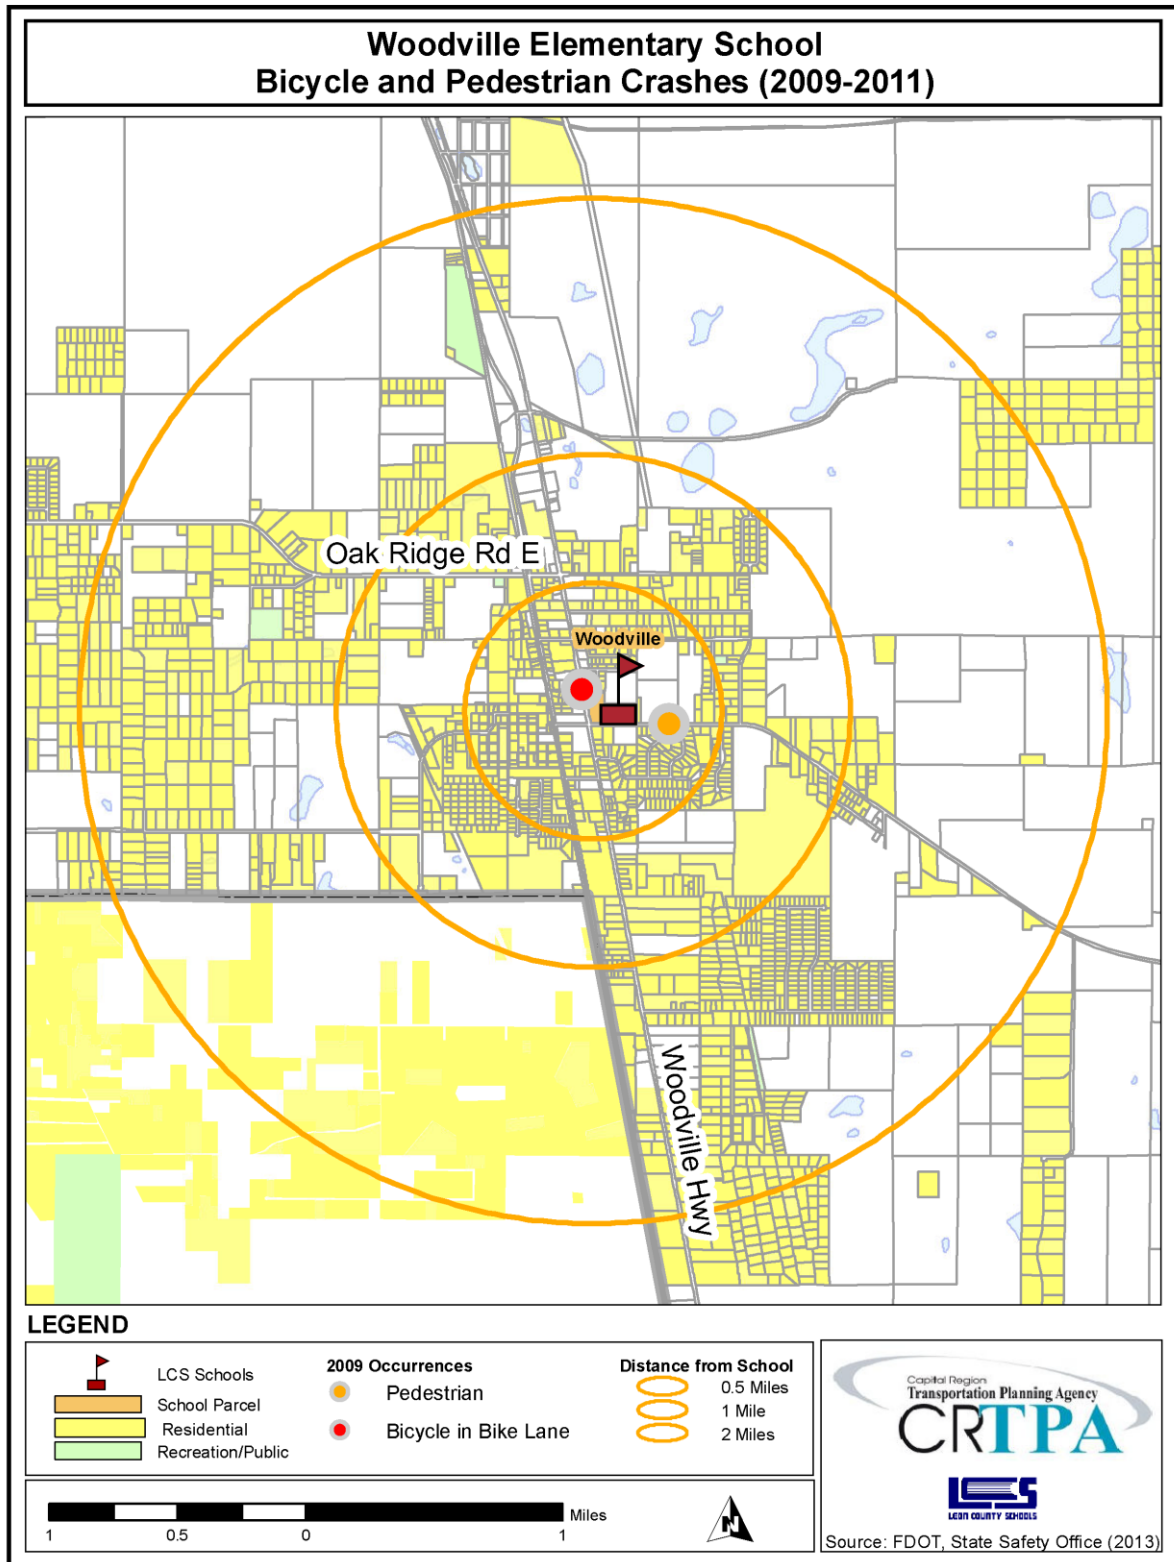 Woodville Elementary School
Bicycle and Pedestrian Crashes (2009-2011)
Oak Ridge Rd E
Woodville
Woodville Hwy
LEGEND
LCS Schools
School Parcel
Residential
Recreation/Public
2009 Occurrences
Pedestrian
Bicycle in Bike Lane
Distance from School
0.5 Miles
1 Mile
2 Miles
1 0.5 0 1 Miles
N
Capital Region
Transportation Planning Agency
CRTPA
LCS
LEON COUNTY SCHOOLS
Source: FDOT, State Safety Office (2013)